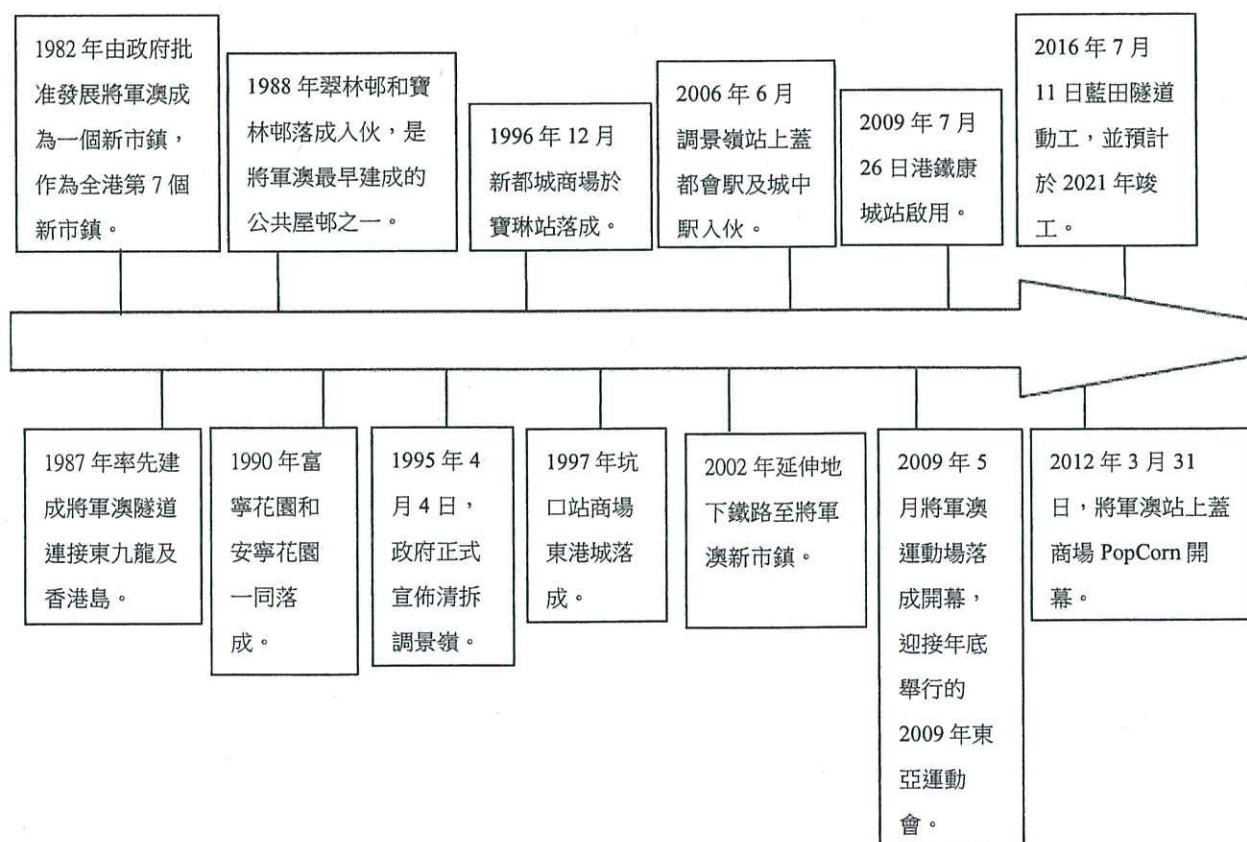 1982 年由政府批
准發展將軍澳成
為一個新市鎮，
作為全港第 7 個
新市鎮。
1988 年翠林邨和寶
林邨落成入伙，是
將軍澳最早建成的
公共屋邨之一。
1996 年 12 月
新都城商場於
寶琳站落成。
2006 年 6 月
調景嶺站上蓋
都會駅及城中
駅入伙。
2009 年 7 月
26 日港鐵康
城站啟用。
2016 年 7 月
11 日藍田隧道
動工，並預計
於 2021 年竣
工。
1987 年率先建
成將軍澳隧道
連接東九龍及
香港島。
1990 年富
寧花園和
安寧花園
一同落
成。
1995 年 4
月 4 日，
政府正式
宣佈清拆
調景嶺。
1997 年坑
口站商場
東港城落
成。
2002 年延伸地
下鐵路至將軍
澳新市鎮。
2009 年 5
月將軍澳
運動場落
成開幕，
迎接年底
舉行的
2009 年東
亞運動
會。
2012 年 3 月 31
日，將軍澳站上蓋
商場 PopCorn 開
幕。